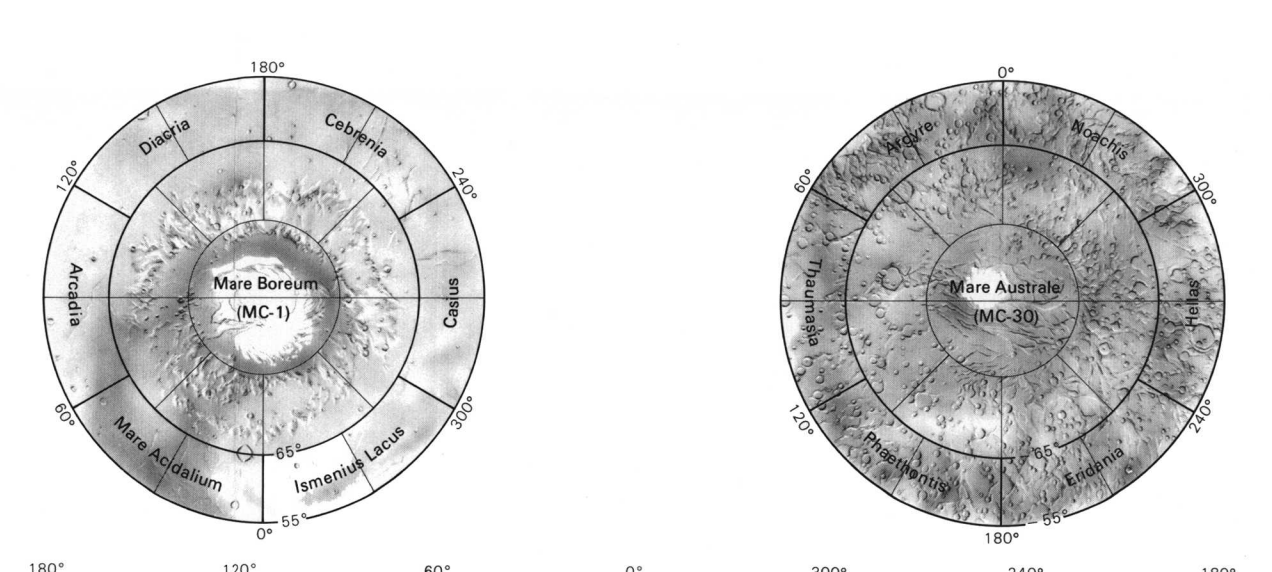 180°
Diacria
Cebrenia
120°
240°
Arcadia
Mare Boreum
(MC-1)
Casius
60°
300°
Mare Acidalium
65°
Ismenius Lacus
55°
0°
0°
Argyre
Noachis
60°
300°
Thaumasia
Mare Australe
(MC-30)
Hellas
120°
240°
Phaethontis
– 65°
Eridania
– 55°
180°
180° 120° 60° 0° 300° 240° 180°